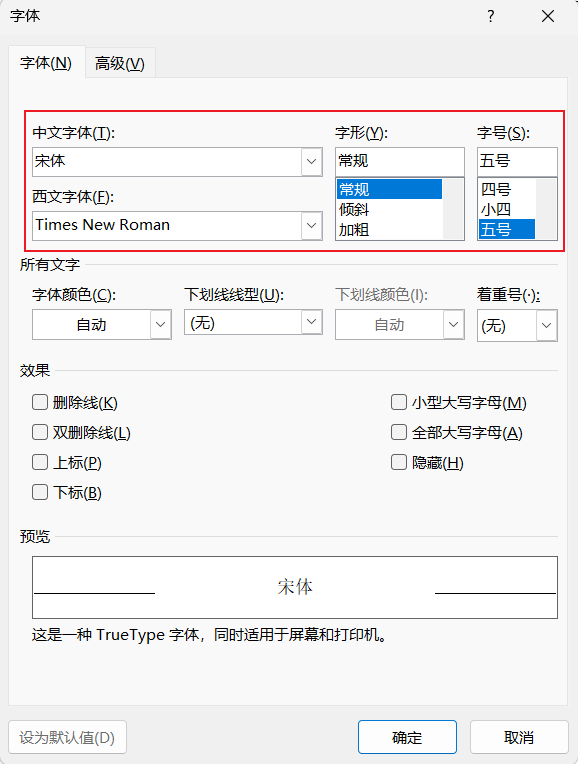 字体 ?
字体(N) 高级(V)
中文字体(T): 字形(Y): 字号(S):
宋体 常规 五号
西文字体(F): 常规 四号
Times New Roman 倾斜 小四
加粗 五号
所有文字
字体颜色(C): 下划线线型(U): 下划线颜色(I): 着重号(·):
自动 (无) 自动 (无)
效果
删除线(K) 小型大写字母(M)
双删除线(L) 全部大写字母(A)
上标(P) 隐藏(H)
下标(B)
预览
宋体
这是一种 TrueType 字体，同时适用于屏幕和打印机。
设为默认值(D) 确定 取消